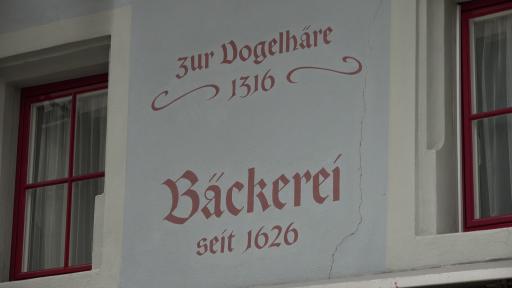 zur Vogelhäre
1316
Bäckerei
seit 1626